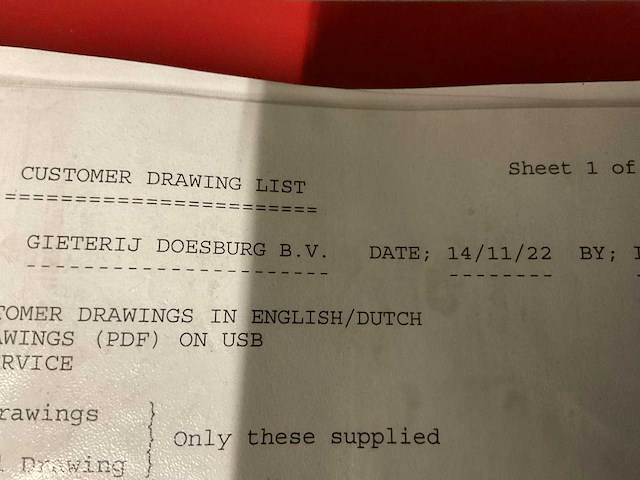 CUSTOMER DRAWING LIST Sheet 1 of
=======================
GIETERIJ DOESBURG B.V. DATE; 14/11/22 BY;
---------------------- --------
TOMER DRAWINGS IN ENGLISH/DUTCH
AWINGS (PDF) ON USB
RVICE
rawings
Only these supplied
l Drawing